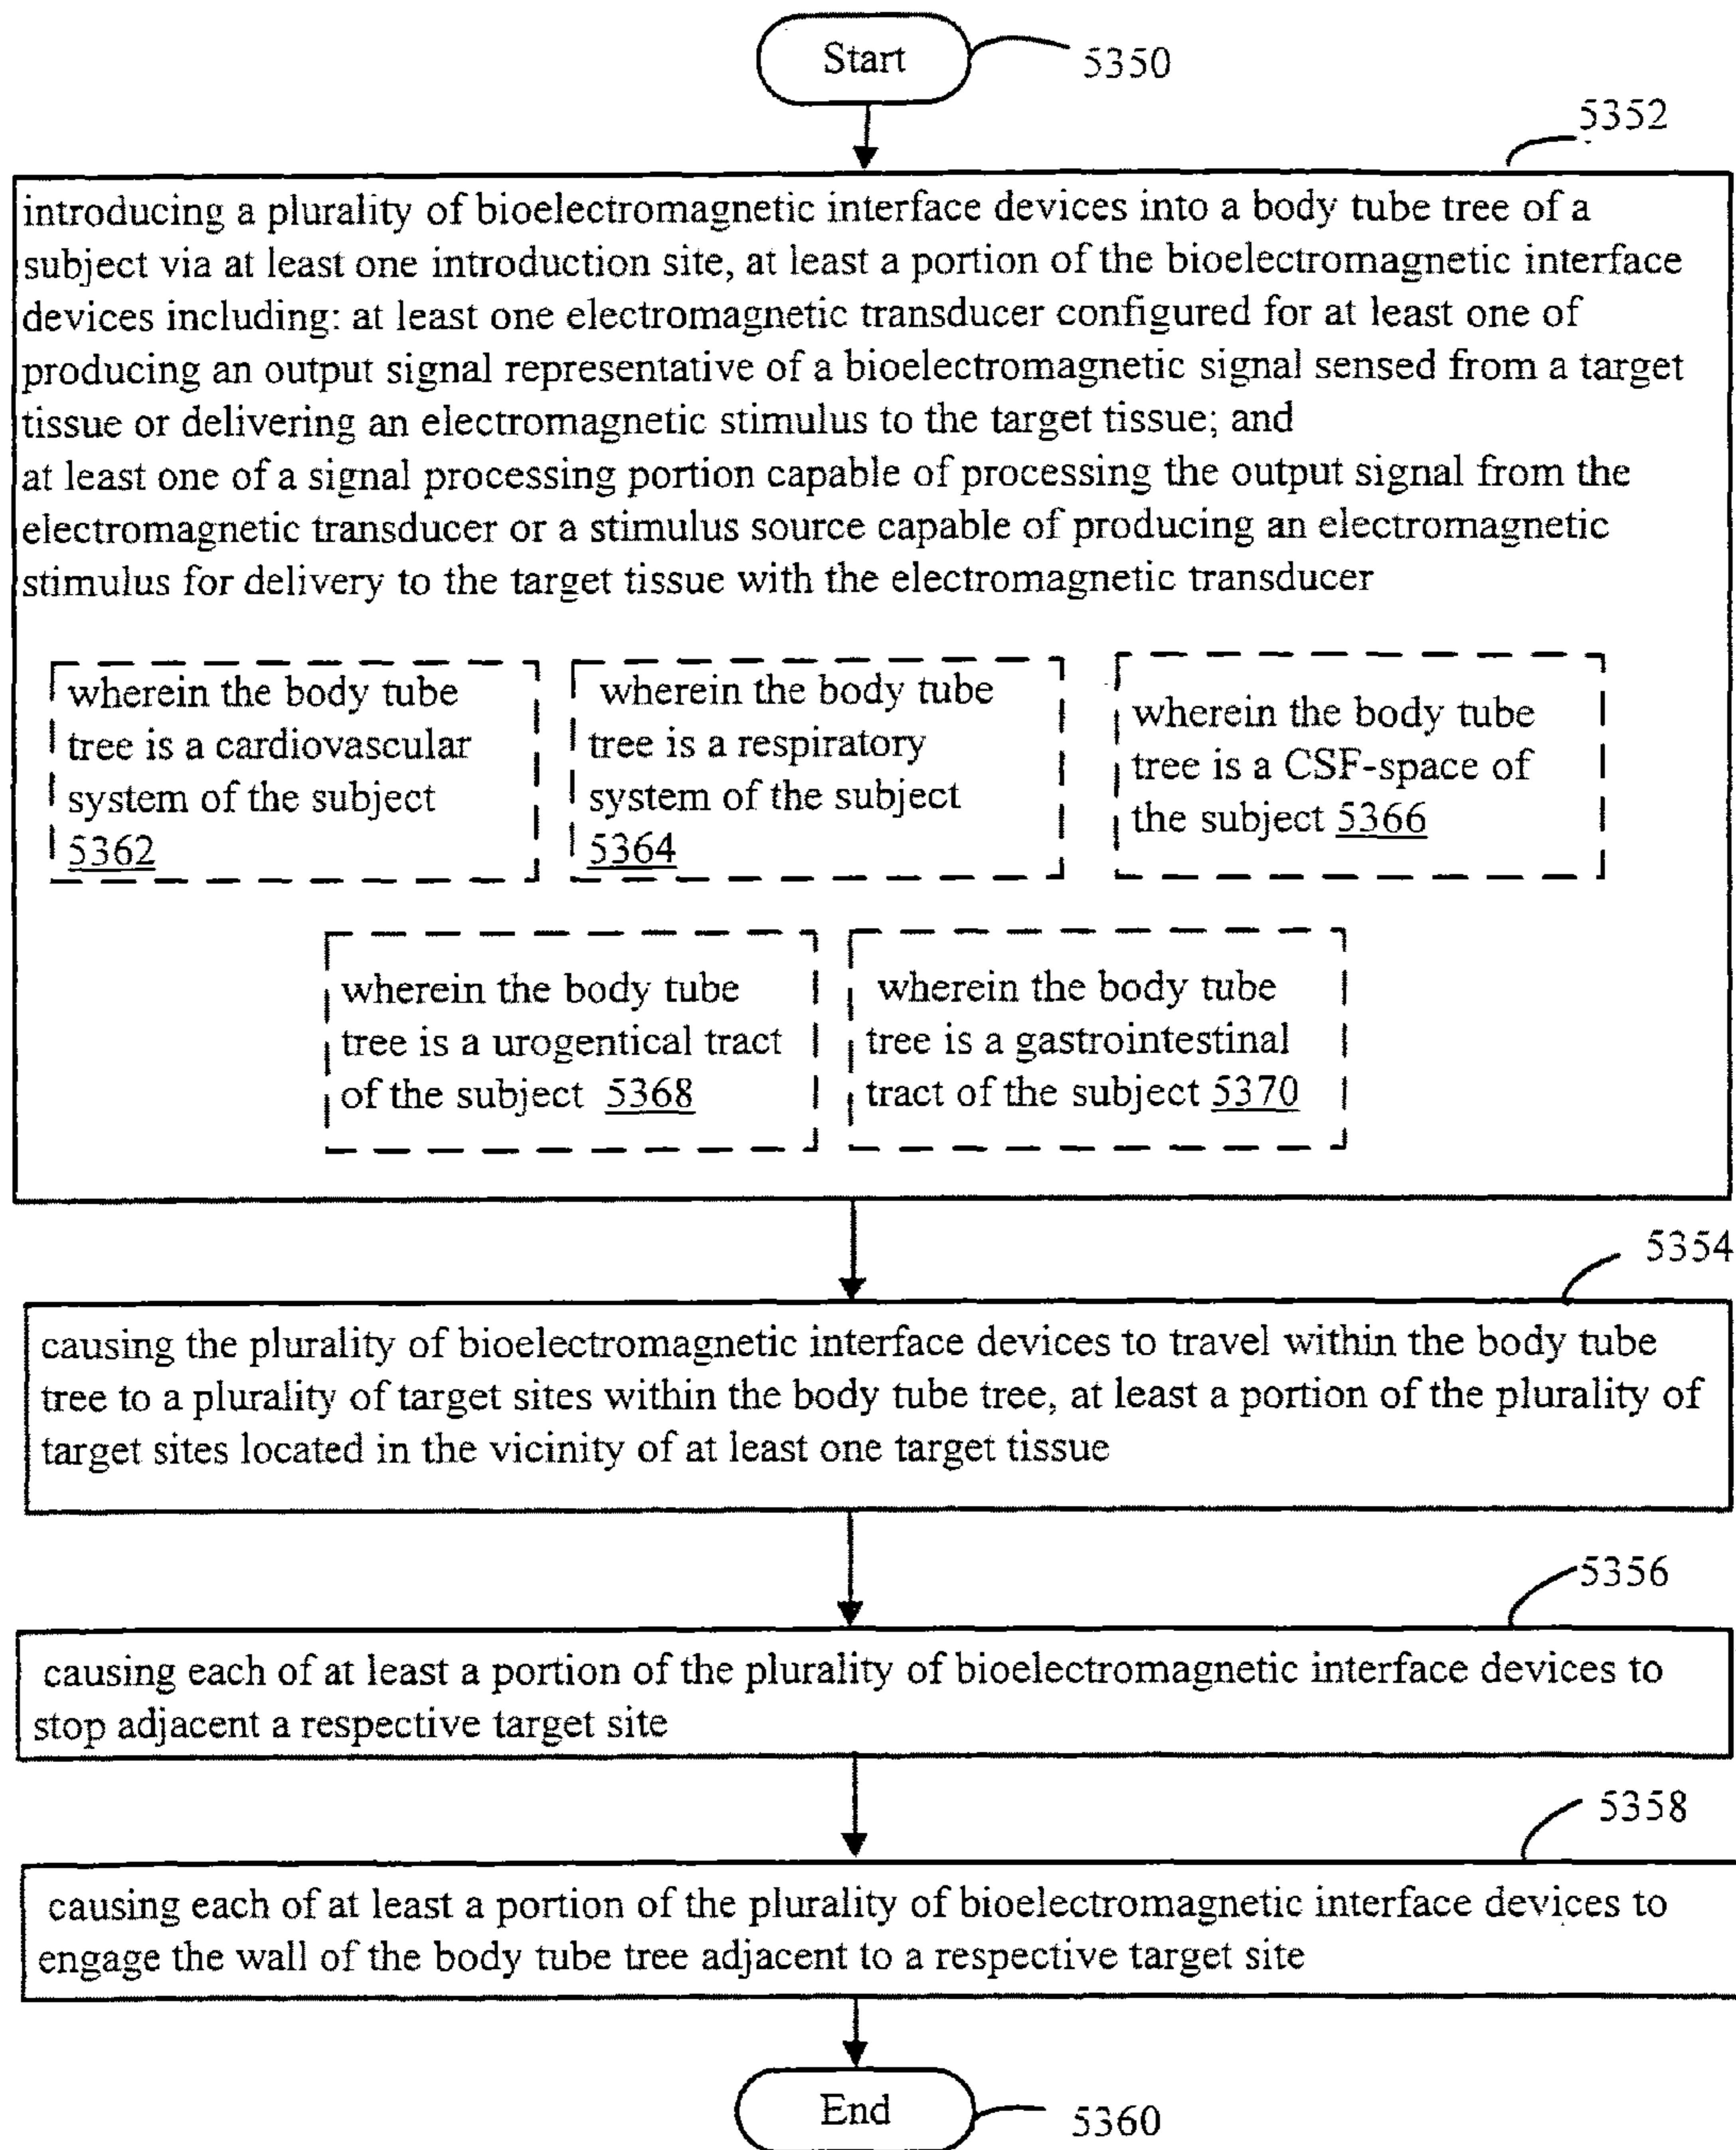 Start
5350
5352
introducing a plurality of bioelectromagnetic interface devices into a body tube tree of a
subject via at least one introduction site, at least a portion of the bioelectromagnetic interface
devices including: at least one electromagnetic transducer configured for at least one of
producing an output signal representative of a bioelectromagnetic signal sensed from a target
tissue or delivering an electromagnetic stimulus to the target tissue; and
at least one of a signal processing portion capable of processing the output signal from the
electromagnetic transducer or a stimulus source capable of producing an electromagnetic
stimulus for delivery to the target tissue with the electromagnetic transducer
wherein the body tube
tree is a cardiovascular
system of the subject
5362
wherein the body tube
tree is a respiratory
system of the subject
5364
wherein the body tube
tree is a CSF-space of
the subject 5366
wherein the body tube
tree is a urogentical tract
of the subject 5368
wherein the body tube
tree is a gastrointestinal
tract of the subject 5370
5354
causing the plurality of bioelectromagnetic interface devices to travel within the body tube
tree to a plurality of target sites within the body tube tree, at least a portion of the plurality of
target sites located in the vicinity of at least one target tissue
5356
causing each of at least a portion of the plurality of bioelectromagnetic interface devices to
stop adjacent a respective target site
5358
causing each of at least a portion of the plurality of bioelectromagnetic interface devices to
engage the wall of the body tube tree adjacent to a respective target site
End
5360